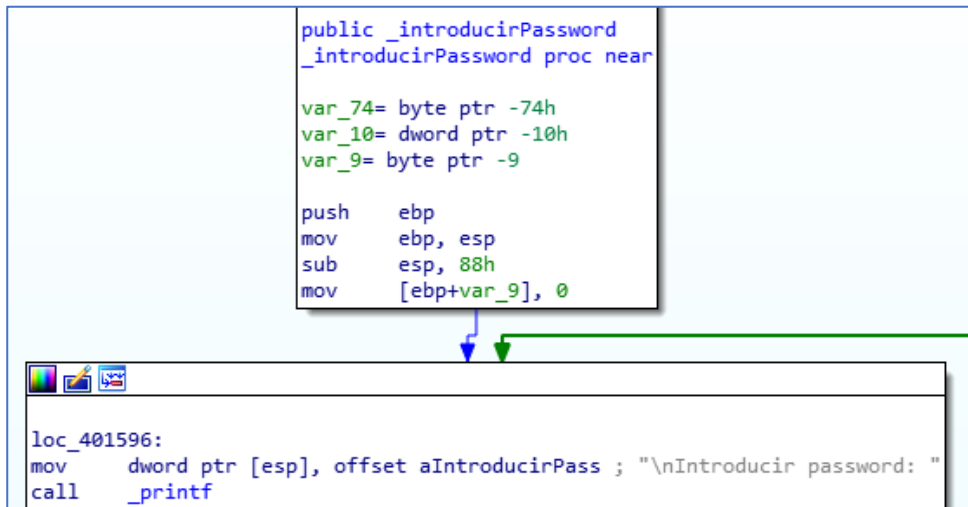 public _introducirPassword
_introducirPassword proc near
var_74= byte ptr -74h
var_10= dword ptr -10h
var_9= byte ptr -9
push    ebp
mov     ebp, esp
sub     esp, 88h
mov     [ebp+var_9], 0
loc_401596:
mov     dword ptr [esp], offset aIntroducirPass ; "\nIntroducir password: "
call    _printf